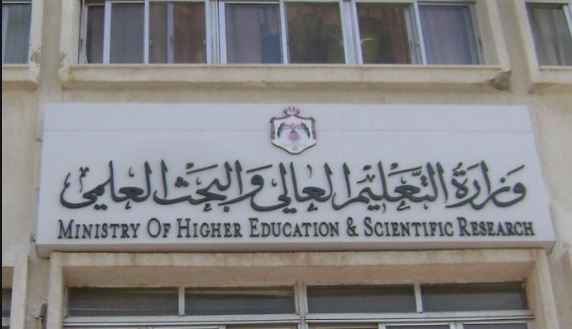 وزارة التعليم العالي والبحث العلمي
MINISTRY OF HIGHER EDUCATION & SCIENTIFIC RESEARCH